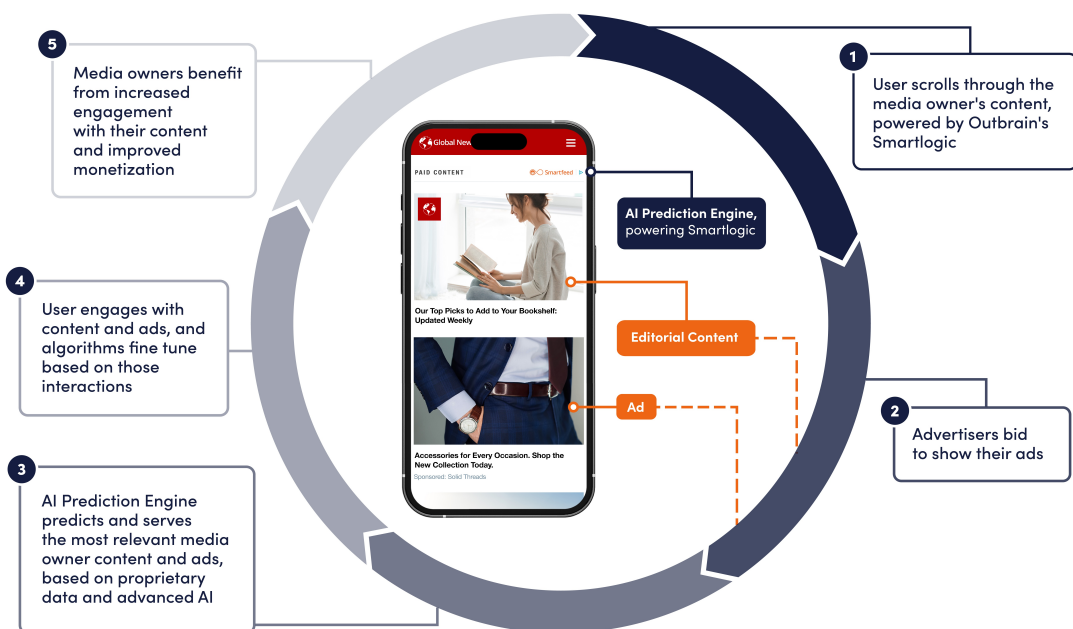 1
User scrolls through the
media owner's content,
powered by Outbrain's
Smartlogic
2
Advertisers bid
to show their ads
3
AI Prediction Engine
predicts and serves
the most relevant media
owner content and ads,
based on proprietary
data and advanced AI
4
User engages with
content and ads, and
algorithms fine tune
based on those
interactions
5
Media owners benefit
from increased
engagement
with their content
and improved
monetization
Global New
PAID CONTENT
Smartfeed
Our Top Picks to Add to Your Bookshelf:
Updated Weekly
Accessories for Every Occasion. Shop the
New Collection Today.
Sponsored: Solid Threads
AI Prediction Engine,
powering Smartlogic
Editorial Content
Ad